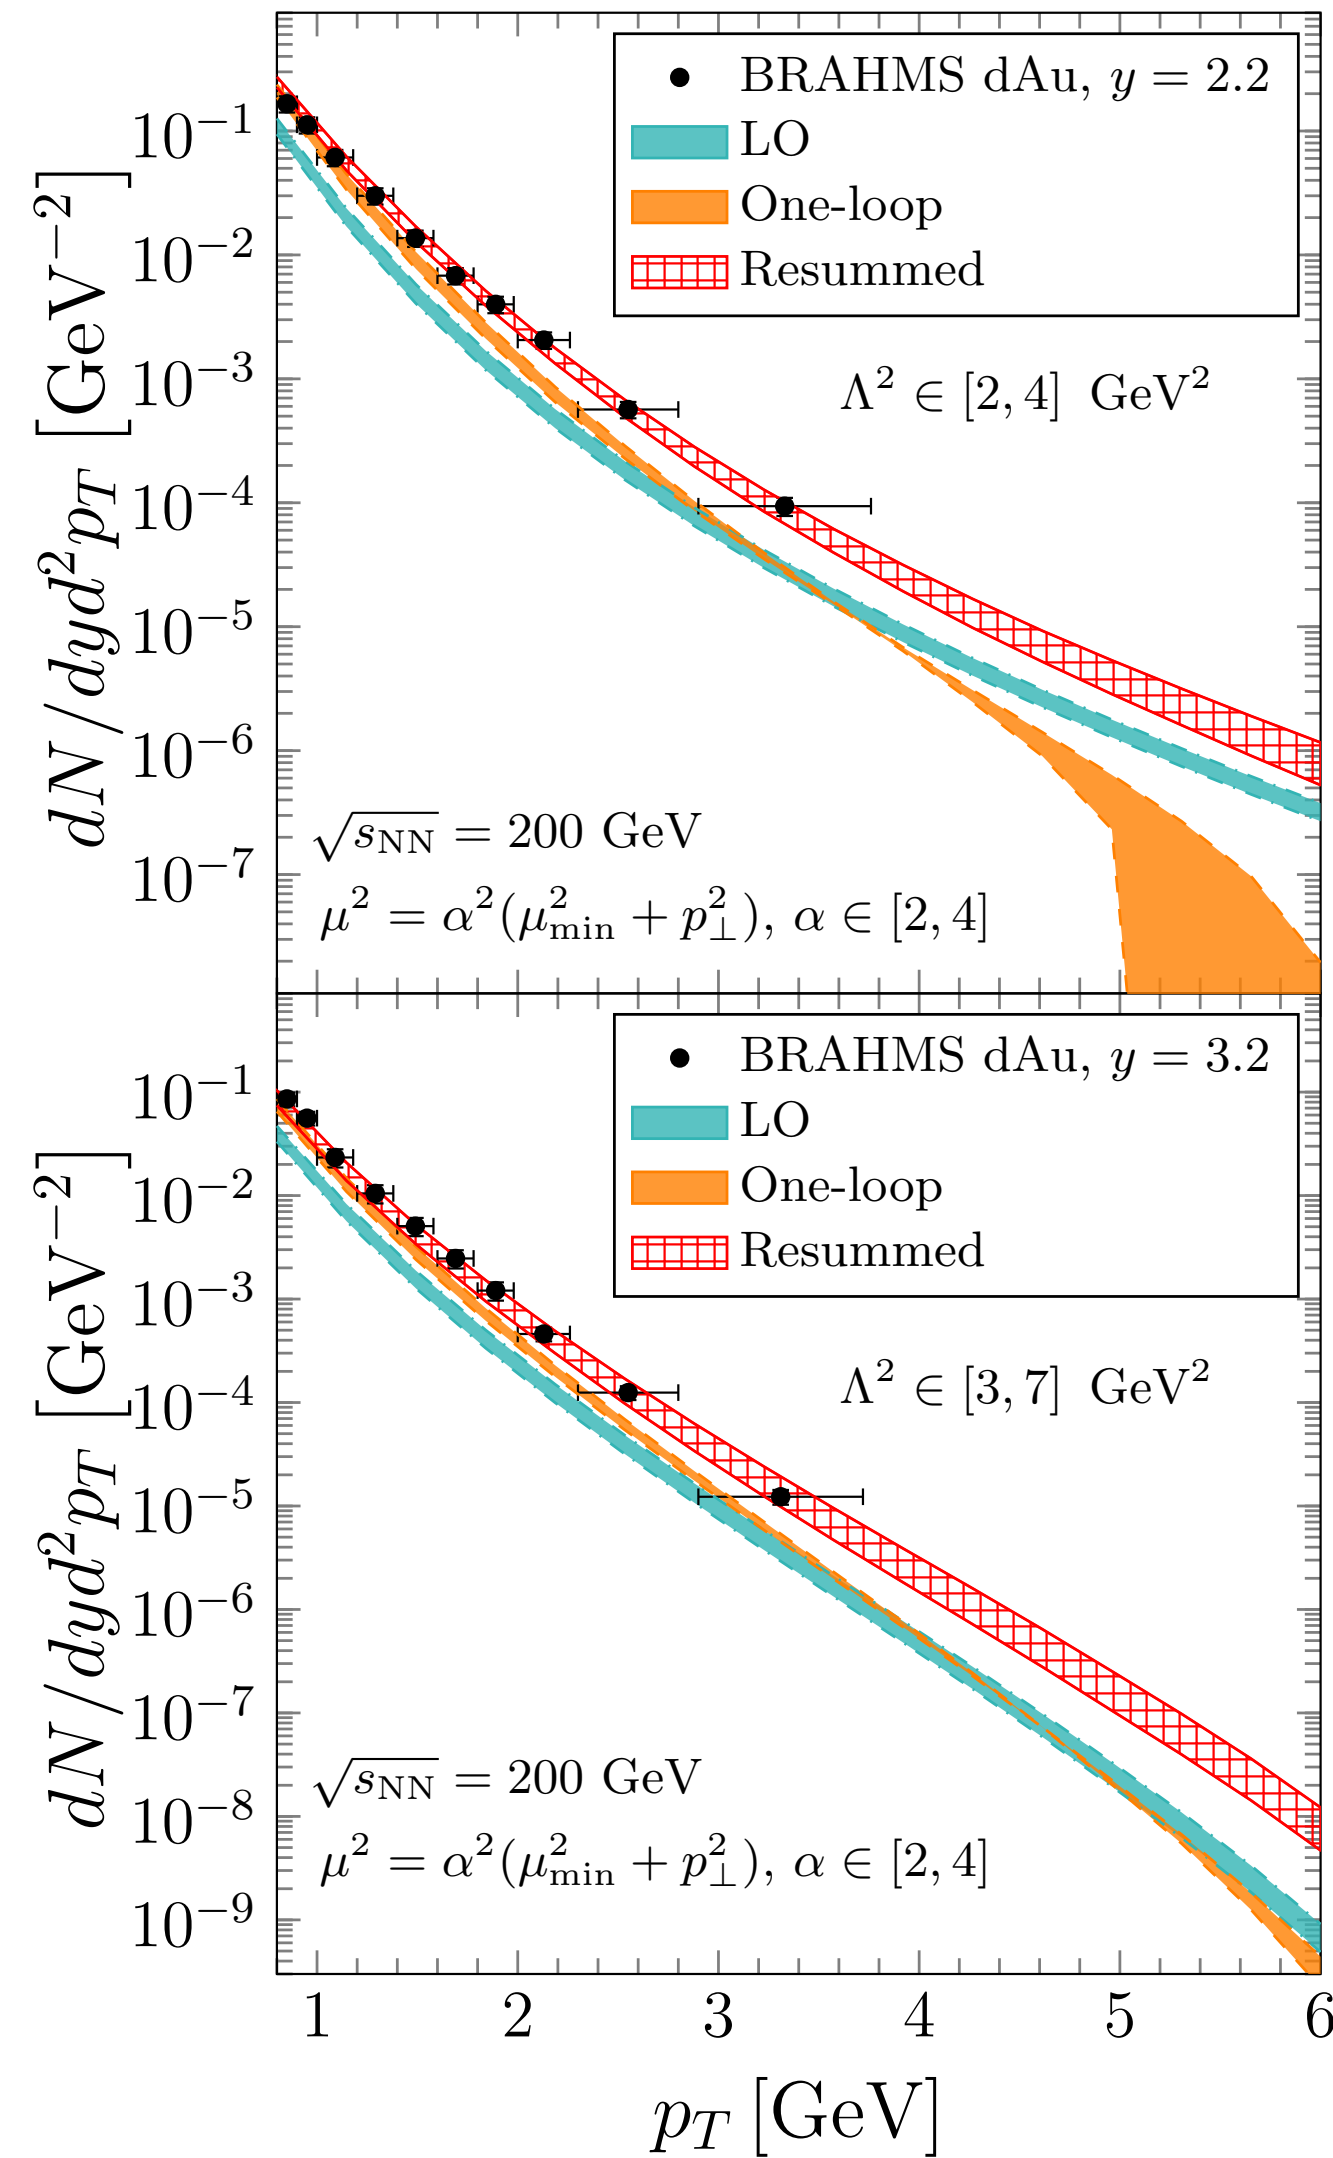 BRAHMS dAu, y = 2.2
LO
One-loop
Resummed
Λ² ∈ [2, 4] GeV²
10⁻¹
10⁻²
10⁻³
10⁻⁴
10⁻⁵
10⁻⁶
10⁻⁷
dN/dyd²p_T [GeV⁻²]
√s_NN = 200 GeV
μ² = α²(μ²_min + p²_⊥), α ∈ [2, 4]
BRAHMS dAu, y = 3.2
LO
One-loop
Resummed
Λ² ∈ [3, 7] GeV²
10⁻¹
10⁻²
10⁻³
10⁻⁴
10⁻⁵
10⁻⁶
10⁻⁷
10⁻⁸
10⁻⁹
dN/dyd²p_T [GeV⁻²]
√s_NN = 200 GeV
μ² = α²(μ²_min + p²_⊥), α ∈ [2, 4]
1 2 3 4 5 6
p_T [GeV]